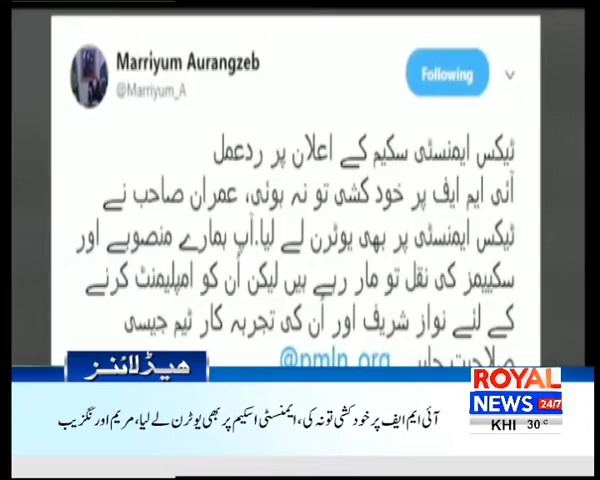 Marriyum Aurangzeb
@Marriyum_A
Following
ٹیکس ایمنسٹی سکیم کے اعلان پر ردعمل
آئی ایم ایف پر خود کشی تو نہ ہوئی، عمران صاحب نے
ٹیکس ایمنسٹی پر بھی یوٹرن لے لیا.آپ ہمارے منصوبے اور
سکیمز کی نقل تو مار رہے ہیں لیکن اُن کو امپلیمنٹ کرنے
کے لئے نواز شریف اور اُن کی تجربہ کار ٹیم جیسی
صلاحیت چاہیے @pmln_org
ہیڈلائنز
ROYAL
NEWS 24/7
KHI 30°C
آئی ایم ایف پر خودکشی تو نہ کی، ایمنسٹی اسکیم پر بھی یوٹرن لے لیا، مریم اورنگزیب